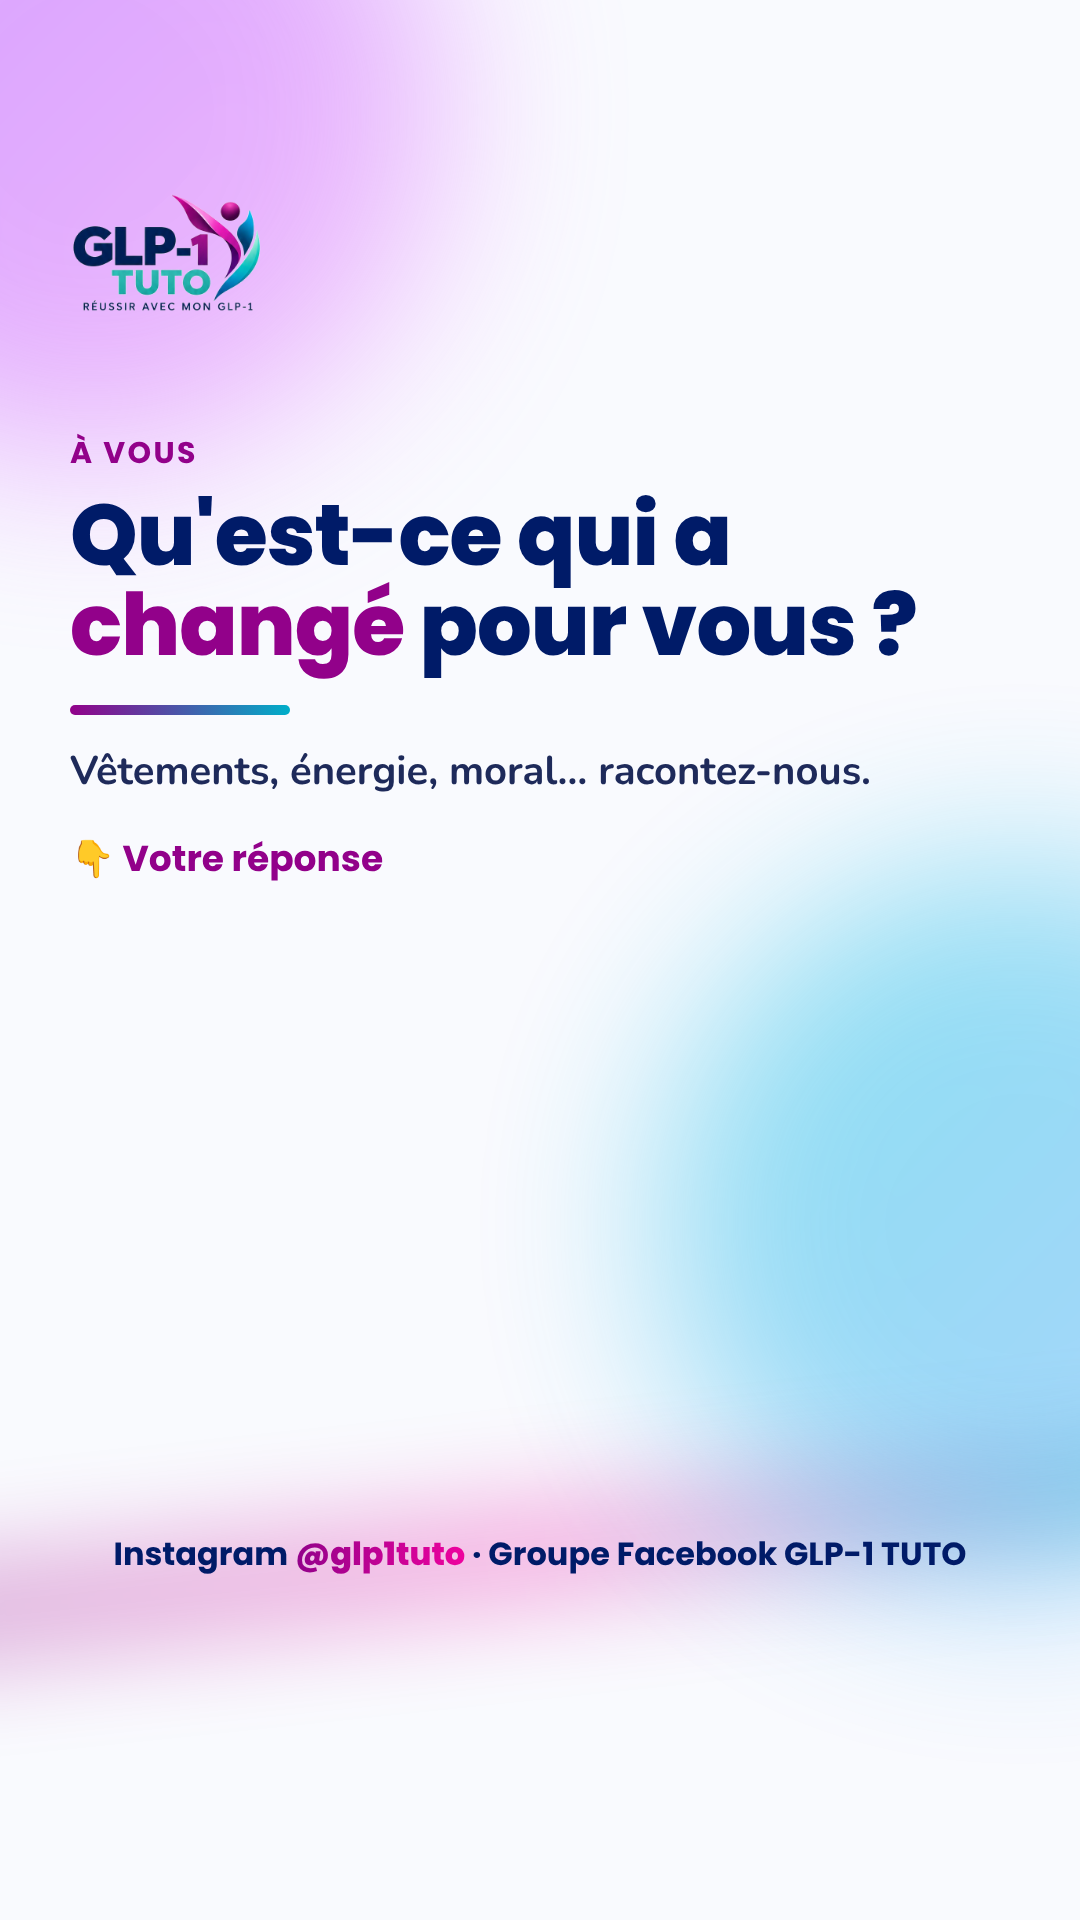 GLP-1
TUTO
RÉUSSIR AVEC MON GLP-1
À VOUS
Qu'est-ce qui a
changé pour vous ?
Vêtements, énergie, moral... racontez-nous.
👇 Votre réponse
Instagram @glp1tuto · Groupe Facebook GLP-1 TUTO